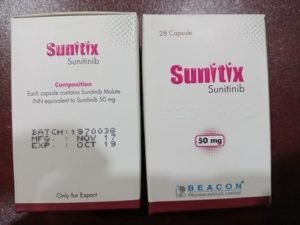 Sunitix
Sunitinib
Composition
Each capsule contains Sunitinib Malate
INN equivalent to Sunitinib 50 mg
BATCH: 1970038
MFG. : NOV 17
EXP. : OCT 19
Only for Export
28 Capsule
Sunitix
Sunitinib
50 mg
BEACON
Pharmaceuticals Limited